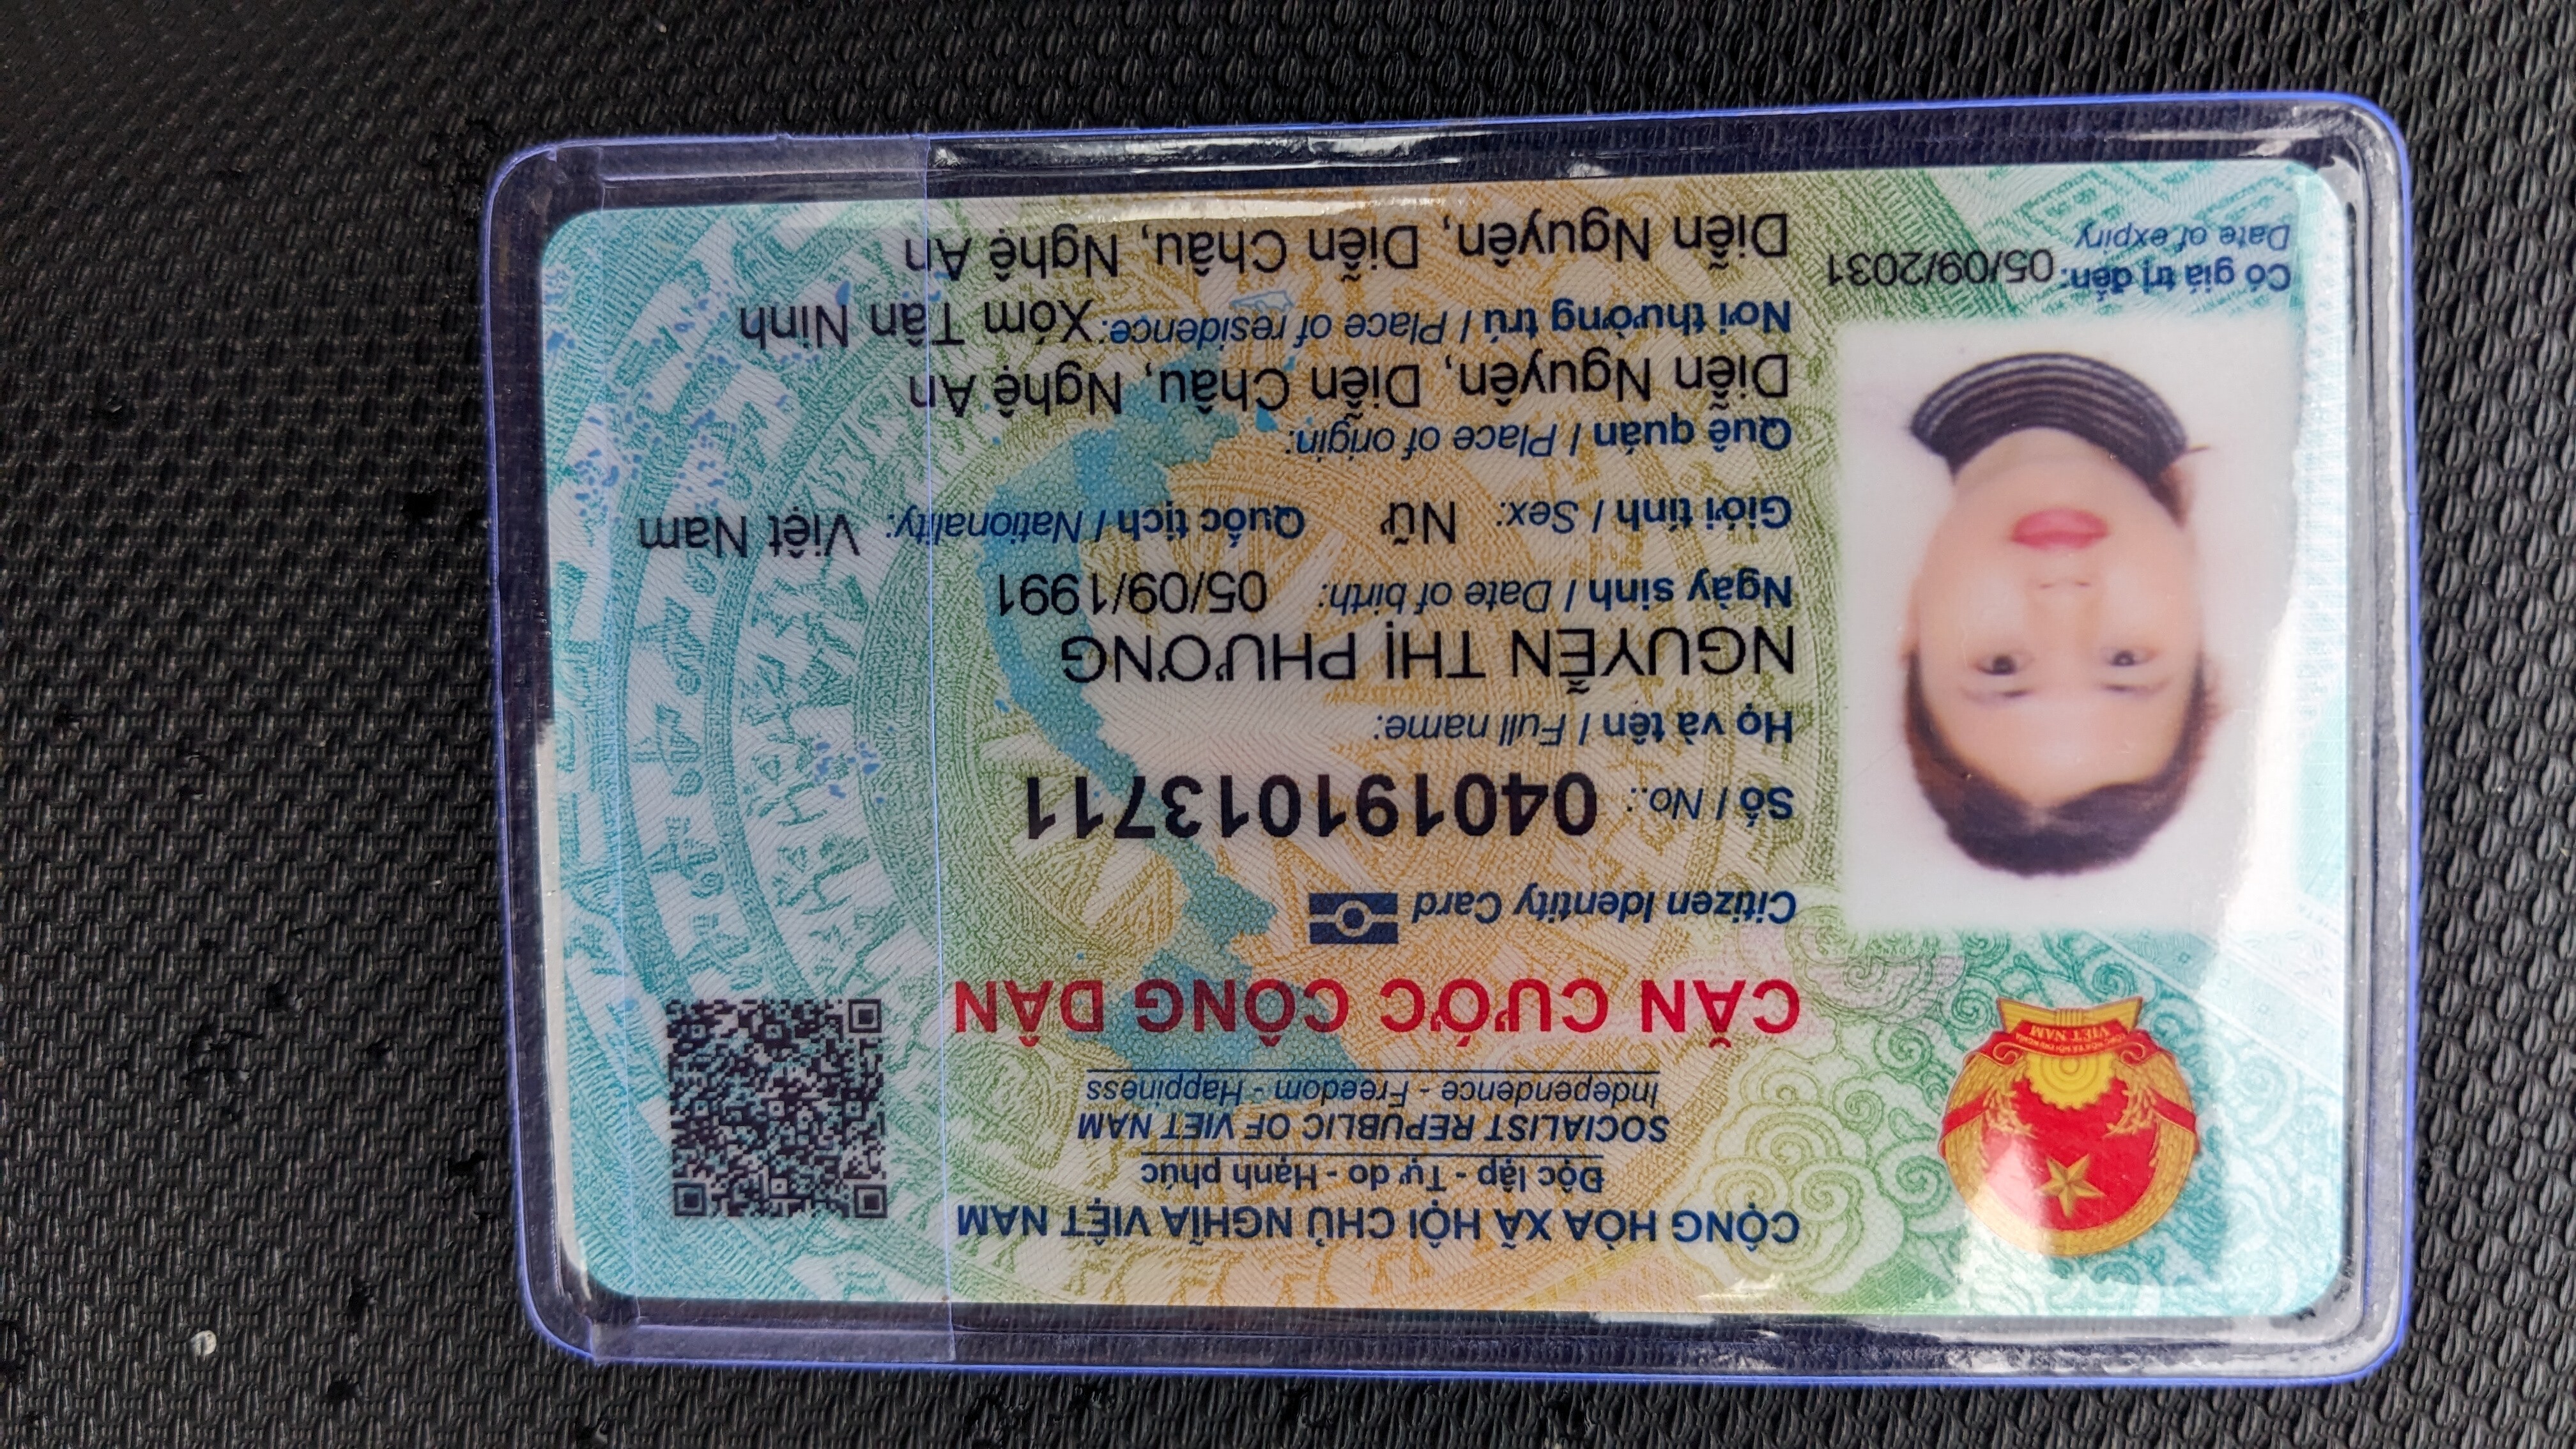 CỘNG HÒA XÃ HỘI CHỦ NGHĨA VIỆT NAM
Độc lập - Tự do - Hạnh phúc
SOCIALIST REPUBLIC OF VIET NAM
Independence - Freedom - Happiness
CĂN CƯỚC CÔNG DÂN
Citizen Identity Card
Số / No.: 040191013711
Họ và tên / Full name:
NGUYỄN THỊ PHƯƠNG
Ngày sinh / Date of birth: 05/09/1991
Giới tính / Sex: Nữ Quốc tịch / Nationality: Việt Nam
Quê quán / Place of origin:
Diễn Nguyên, Diễn Châu, Nghệ An
Nơi thường trú / Place of residence: Xóm Tân Ninh
Diễn Nguyên, Diễn Châu, Nghệ An
Có giá trị đến: 05/09/2031
Date of expiry
VIỆT NAM